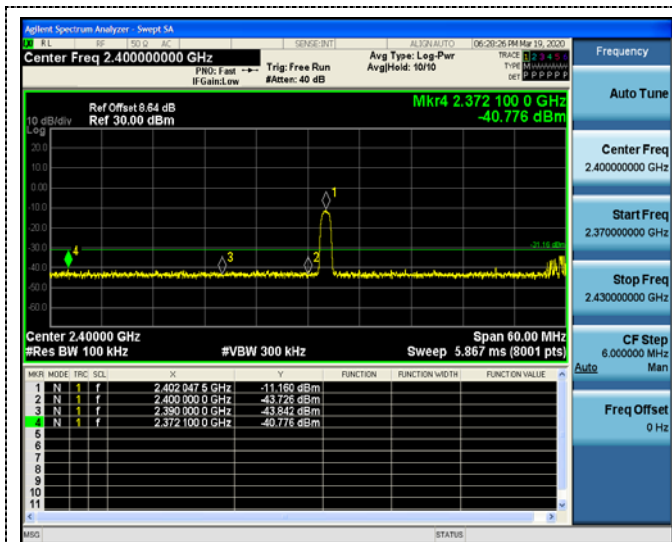 Agilent Spectrum Analyzer - Swept SA
RL RF 50 Ω AC SENSE:INT ALIGN AUTO 06:28:26 PM Mar 19, 2020
Center Freq 2.400000000 GHz
PNO: Fast
IFGain:Low
Trig: Free Run
#Atten: 40 dB
Avg Type: Log-Pwr
Avg|Hold: 10/10
TRACE 1 2 3 4 5 6
TYPE
DET P P P P P P
Ref Offset 8.64 dB
Ref 30.00 dBm
10 dB/div
Log
Mkr4 2.372 100 0 GHz
-40.776 dBm
20.0
10.0
0.00
-10.0
-20.0
-30.0
-40.0
-50.0
-60.0
1
2
3
4
-31.16 dBm
Center 2.40000 GHz
Span 60.00 MHz
#Res BW 100 kHz
#VBW 300 kHz
Sweep 5.867 ms (8001 pts)
MKR MODE TRC SCL X Y FUNCTION FUNCTION WIDTH FUNCTION VALUE
1 N 1 f 2.402 047 5 GHz -11.160 dBm
2 N 1 f 2.400 000 0 GHz -43.726 dBm
3 N 1 f 2.390 000 0 GHz -43.842 dBm
4 N 1 f 2.372 100 0 GHz -40.776 dBm
5
6
7
8
9
10
11
MSG
STATUS
Frequency
Auto Tune
Center Freq
2.400000000 GHz
Start Freq
2.370000000 GHz
Stop Freq
2.430000000 GHz
CF Step
6.000000 MHz
Auto Man
Freq Offset
0 Hz